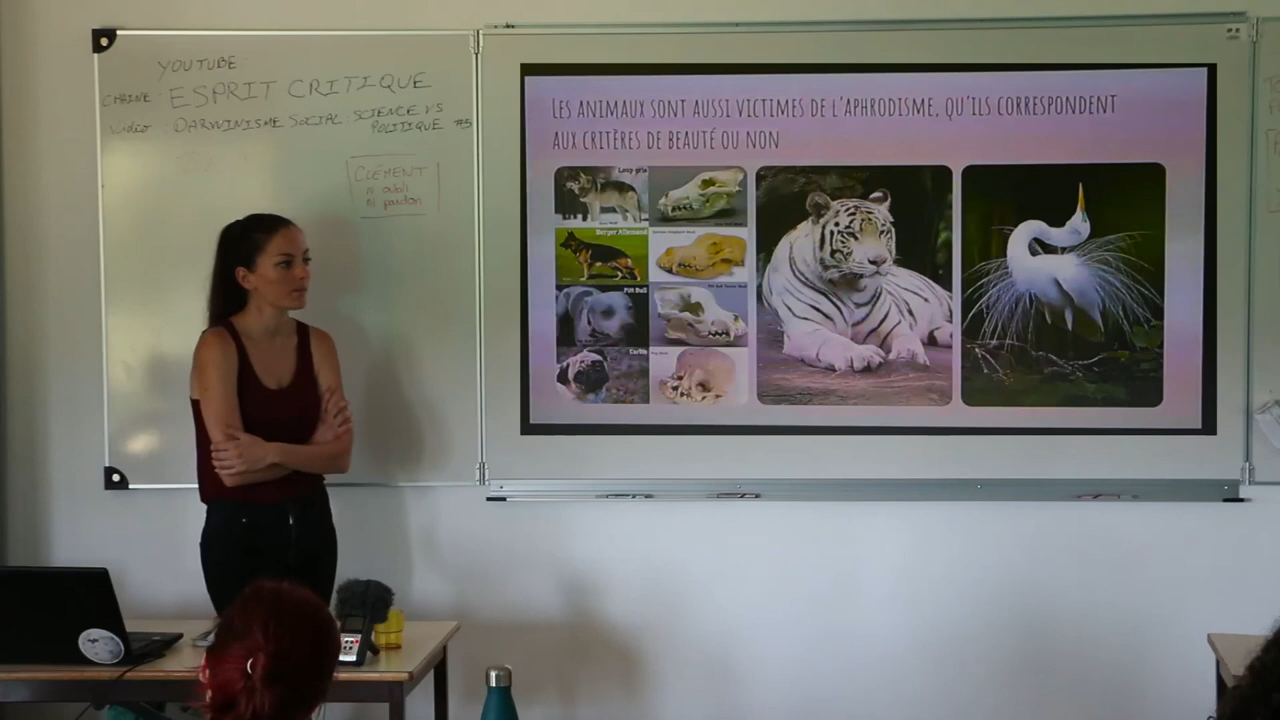 YOUTUBE
CHAINE ESPRIT CRITIQUE
Vidéo : DARWINISME SOCIAL : SCIENCE VS
POLITIQUE #5
CLÉMENT
ni oubli
ni pardon
LES ANIMAUX SONT AUSSI VICTIMES DE L'APHRODISME, QU'ILS CORRESPONDENT
AUX CRITÈRES DE BEAUTÉ OU NON
Loup gris
Berger Allemand
Pitt Bull
Carlin